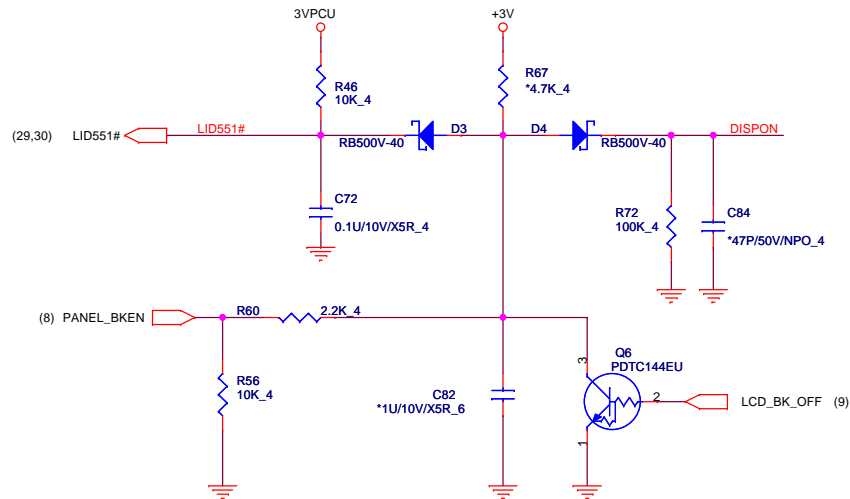 3VPCU
+3V
R46
10K_4
R67
*4.7K_4
(29,30) LID551#
LID551#
D3
D4
DISPON
RB500V-40
RB500V-40
C72
0.1U/10V/X5R_4
R72
100K_4
C84
*47P/50V/NPO_4
(8) PANEL_BKEN
R60
2.2K_4
R56
10K_4
C82
*1U/10V/X5R_6
3
Q6
PDTC144EU
2
LCD_BK_OFF (9)
1